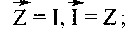 Z⃗ = I, I⃗ = Z;